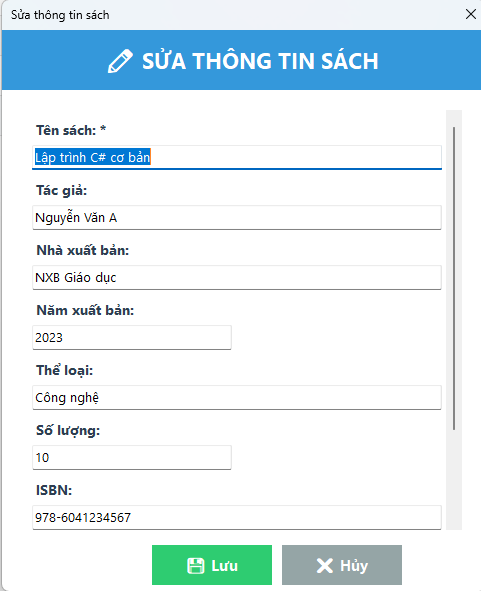 Sửa thông tin sách
SỬA THÔNG TIN SÁCH
Tên sách: *
Lập trình C# cơ bản
Tác giả:
Nguyễn Văn A
Nhà xuất bản:
NXB Giáo dục
Năm xuất bản:
2023
Thể loại:
Công nghệ
Số lượng:
10
ISBN:
978-6041234567
Lưu
Hủy